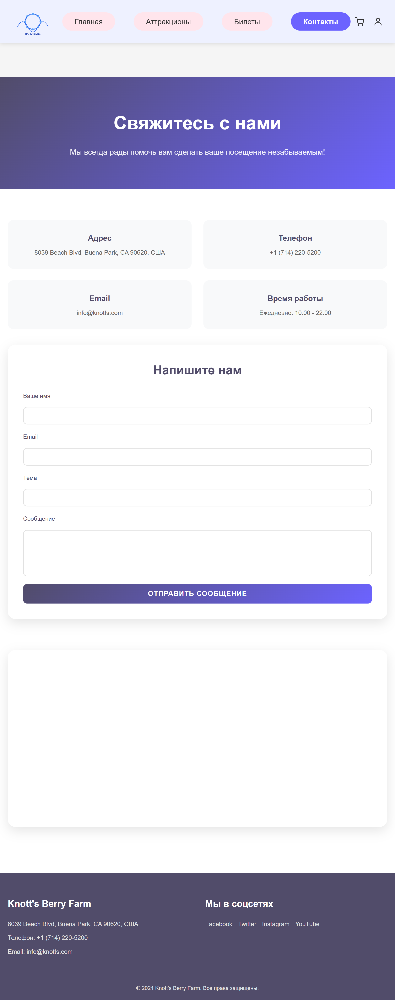 ПАРК ЧУДЕС
Главная
Аттракционы
Билеты
Контакты
Свяжитесь с нами
Мы всегда рады помочь вам сделать ваше посещение незабываемым!
Адрес
8039 Beach Blvd, Buena Park, CA 90620, США
Телефон
+1 (714) 220-5200
Email
info@knotts.com
Время работы
Ежедневно: 10:00 - 22:00
Напишите нам
Ваше имя
Email
Тема
Сообщение
ОТПРАВИТЬ СООБЩЕНИЕ
Knott's Berry Farm
8039 Beach Blvd, Buena Park, CA 90620, США
Телефон: +1 (714) 220-5200
Email: info@knotts.com
Мы в соцсетях
Facebook Twitter Instagram YouTube
© 2024 Knott's Berry Farm. Все права защищены.